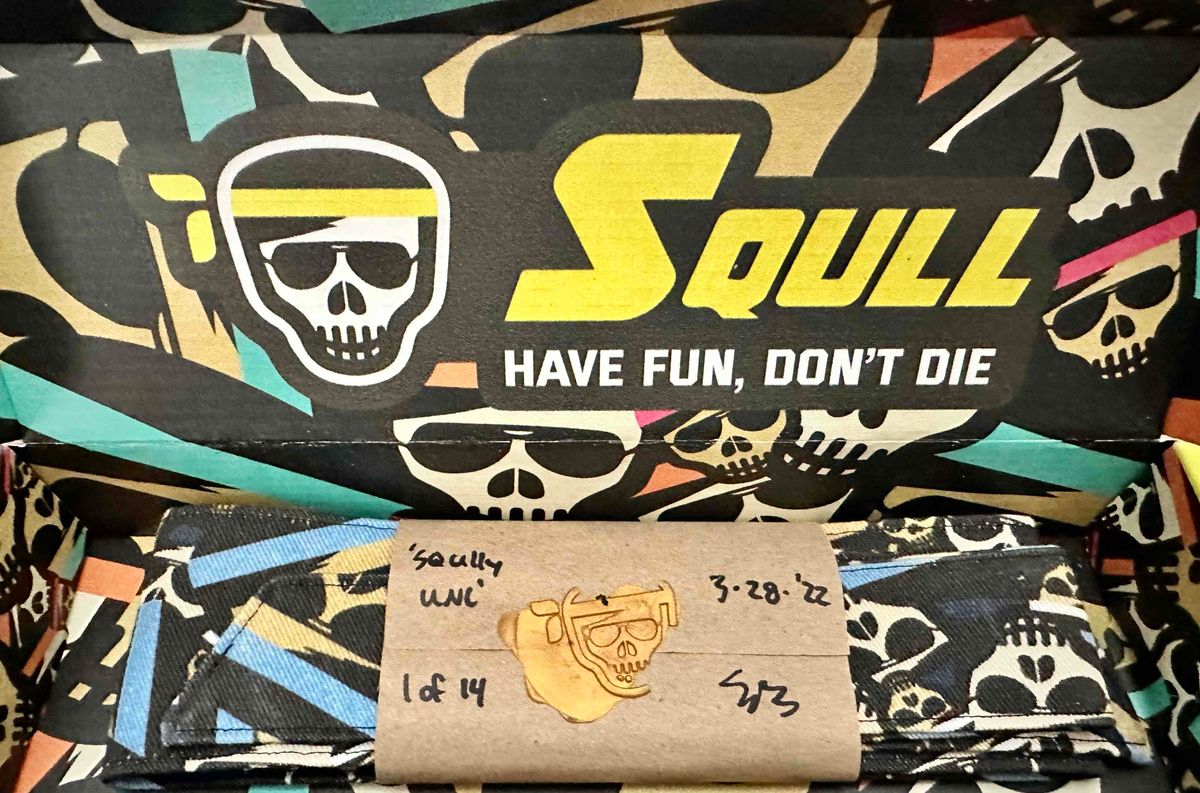 SQULL
HAVE FUN, DON'T DIE
'SQully
UNC'
3.28.'22
1 of 14